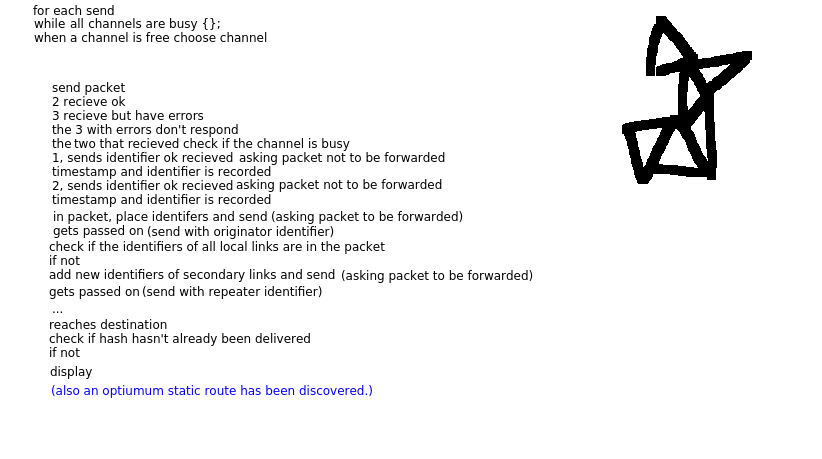 for each send
while all channels are busy {};
when a channel is free choose channel
send packet
2 recieve ok
3 recieve but have errors
the 3 with errors don't respond
the two that recieved check if the channel is busy
1, sends identifier ok recieved asking packet not to be forwarded
timestamp and identifier is recorded
2, sends identifier ok recieved asking packet not to be forwarded
timestamp and identifier is recorded
in packet, place identifers and send (asking packet to be forwarded)
gets passed on (send with originator identifier)
check if the identifiers of all local links are in the packet
if not
add new identifiers of secondary links and send (asking packet to be forwarded)
gets passed on (send with repeater identifier)
...
reaches destination
check if hash hasn't already been delivered
if not
display
(also an optiumum static route has been discovered.)